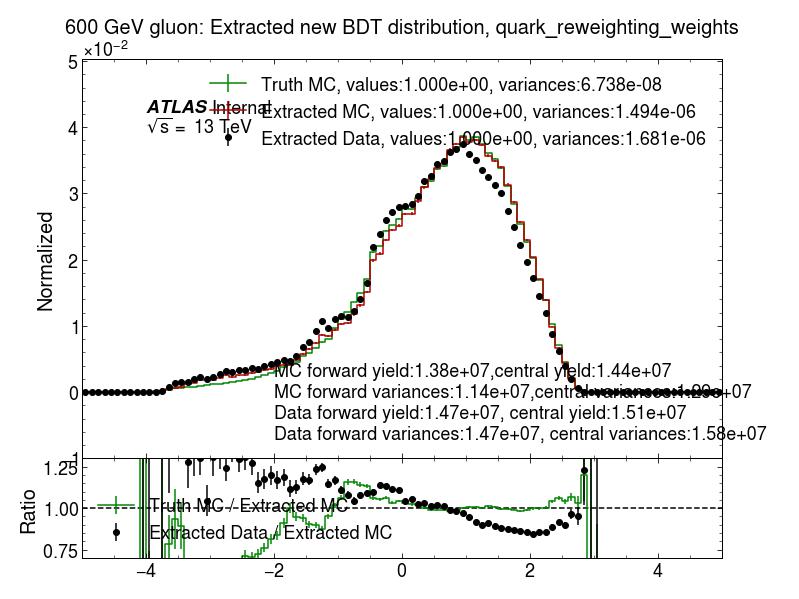 600 GeV gluon: Extracted new BDT distribution, quark_reweighting_weights
×10⁻²
Truth MC, values:1.000e+00, variances:6.738e-08
ATLAS Internal
Extracted MC, values:1.000e+00, variances:1.494e-06
√s = 13 TeV
Extracted Data, values:1.000e+00, variances:1.681e-06
5
4
3
2
1
0
Normalized
MC forward yield:1.38e+07,central yield:1.44e+07
MC forward variances:1.14e+07,central variances:1.20e+07
Data forward yield:1.47e+07, central yield:1.51e+07
Data forward variances:1.47e+07, central variances:1.58e+07
1.25
1.00
0.75
Ratio
Truth MC / Extracted MC
Extracted Data / Extracted MC
−4 −2 0 2 4